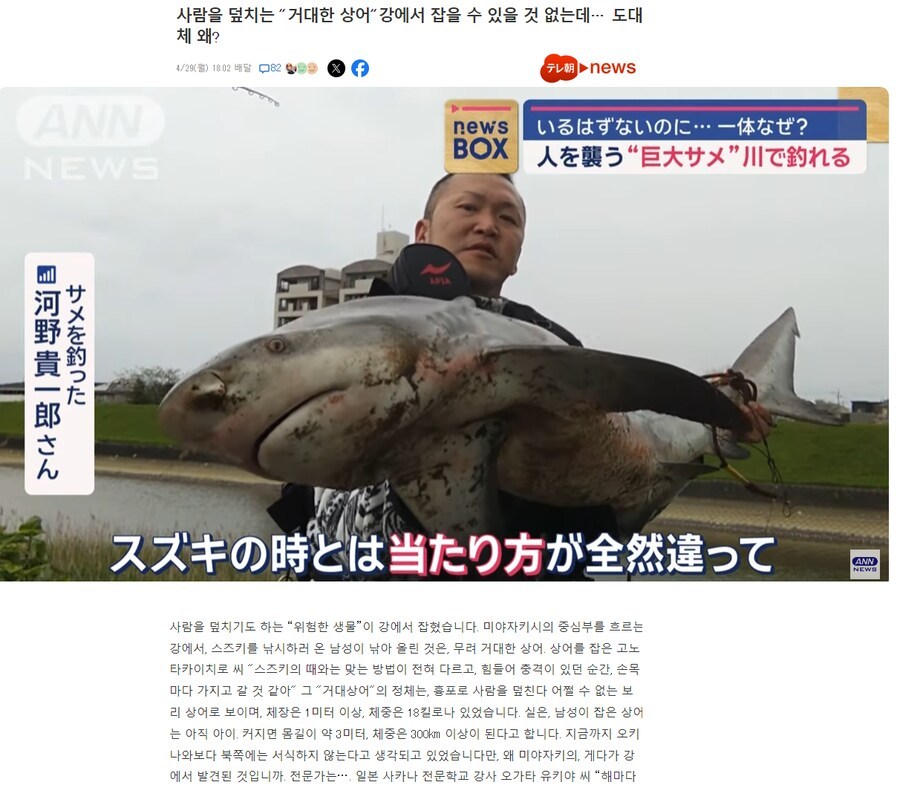 사람을 덮치는 "거대한 상어"강에서 잡을 수 있을 것 없는데… 도대
체 왜?
4/29(월) 18:02 배달 82
テレ朝 news
ANN
NEWS
news
BOX
いるはずないのに… 一体なぜ?
人を襲う“巨大サメ”川で釣れる
サメを釣った
河野貴一郎さん
APIA
スズキの時とは当たり方が全然違って
ANN
NEWS
사람을 덮치기도 하는 “위험한 생물”이 강에서 잡혔습니다. 미야자키시의 중심부를 흐르는
강에서, 스즈키를 낚시하러 온 남성이 낚아 올린 것은, 무려 거대한 상어. 상어를 잡은 고노
타카이치로 씨 "스즈키의 때와는 맞는 방법이 전혀 다르고, 힘들어 충격이 있던 순간, 손목
마다 가지고 갈 것 같아" 그 "거대상어"의 정체는, 흉포로 사람을 덮친다 어쩔 수 없는 보
리 상어로 보이며, 체장은 1미터 이상, 체중은 18킬로나 있었습니다. 실은, 남성이 잡은 상어
는 아직 아이. 커지면 몸길이 약 3미터, 체중은 300km 이상이 된다고 합니다. 지금까지 오키
나와보다 북쪽에는 서식하지 않는다고 생각되고 있었습니다만, 왜 미야자키의, 게다가 강
에서 발견된 것입니까. 전문가는…. 일본 사카나 전문학교 강사 오가타 유키야 씨 “해마다